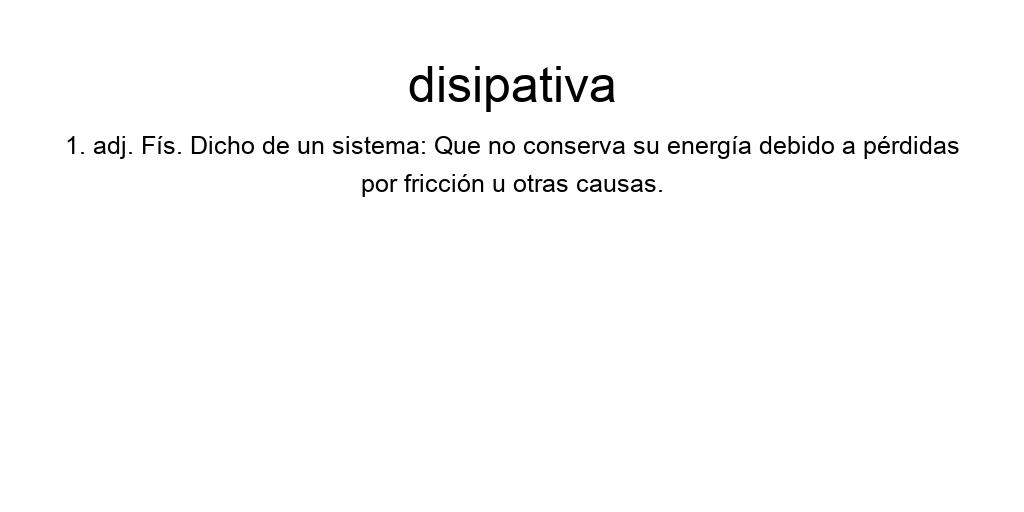 disipativa
1. adj. Fís. Dicho de un sistema: Que no conserva su energía debido a pérdidas
por fricción u otras causas.